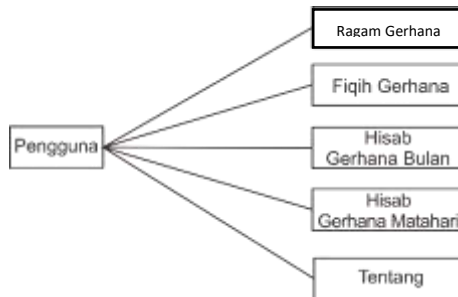 Ragam Gerhana
Fiqih Gerhana
Pengguna
Hisab
Gerhana Bulan
Hisab
Gerhana Matahari
Tentang